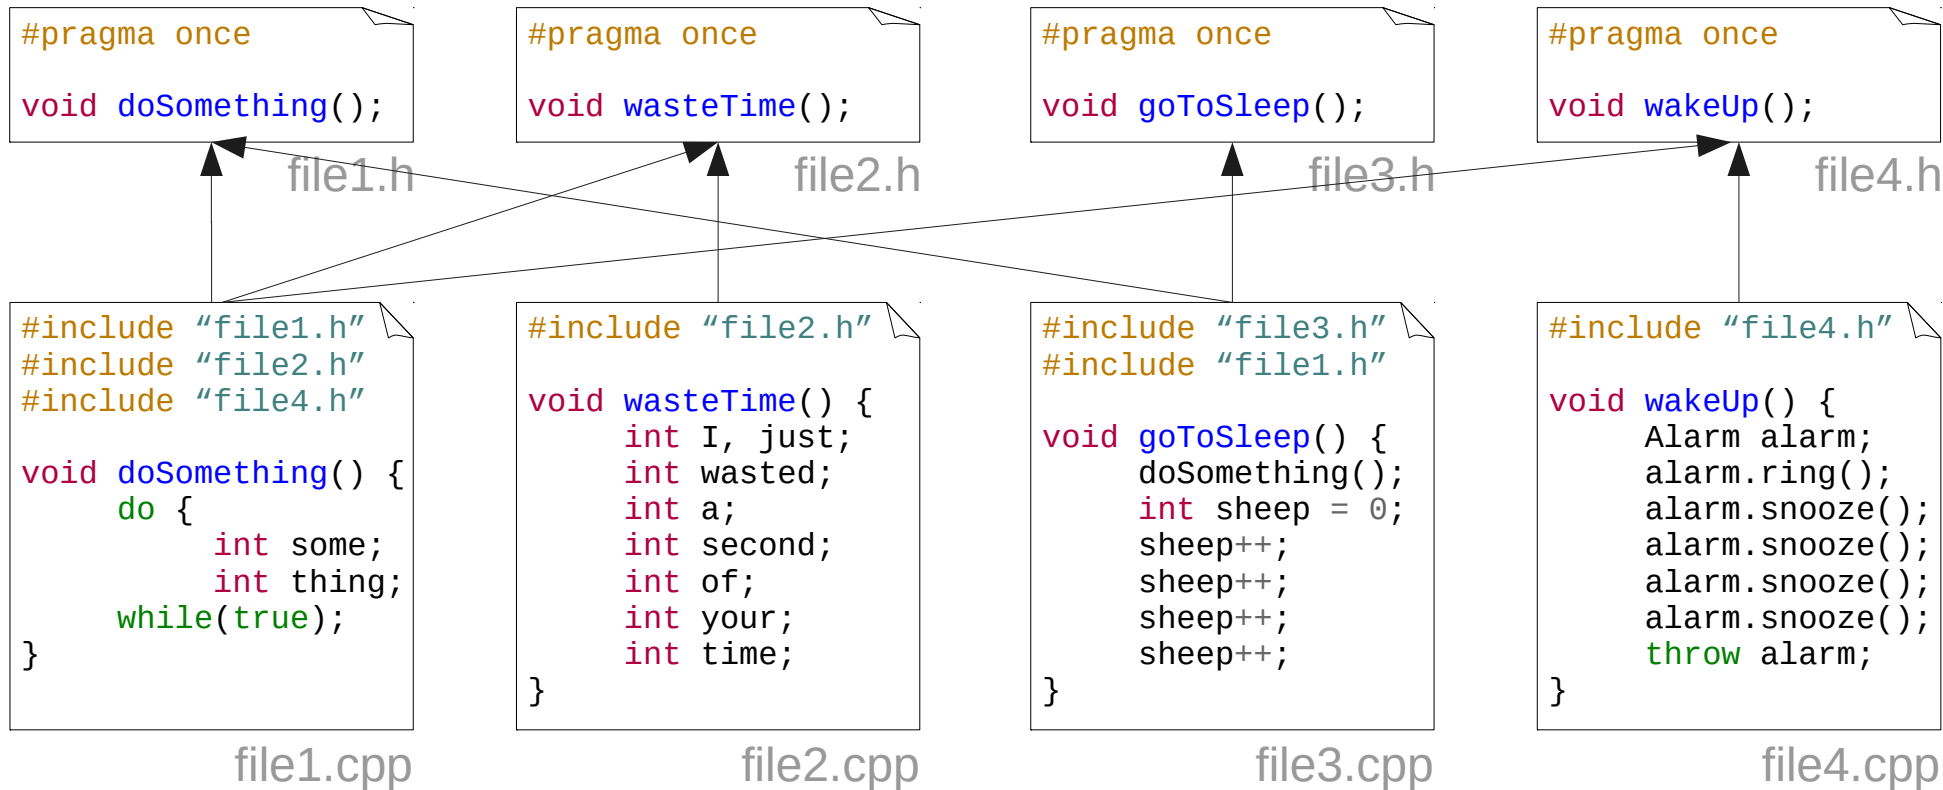 #pragma once
void doSomething();
file1.h
#pragma once
void wasteTime();
file2.h
#pragma once
void goToSleep();
file3.h
#pragma once
void wakeUp();
file4.h
#include “file1.h”
#include “file2.h”
#include “file4.h”
void doSomething() {
do {
int some;
int thing;
while(true);
}
file1.cpp
#include “file2.h”
void wasteTime() {
int I, just;
int wasted;
int a;
int second;
int of;
int your;
int time;
}
file2.cpp
#include “file3.h”
#include “file1.h”
void goToSleep() {
doSomething();
int sheep = 0;
sheep++;
sheep++;
sheep++;
sheep++;
}
file3.cpp
#include “file4.h”
void wakeUp() {
Alarm alarm;
alarm.ring();
alarm.snooze();
alarm.snooze();
alarm.snooze();
alarm.snooze();
throw alarm;
}
file4.cpp